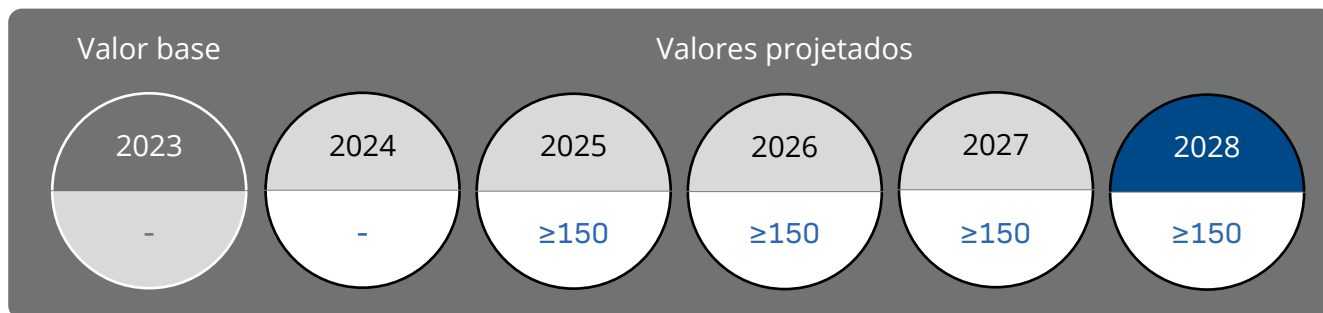 Valor base Valores projetados
2023 2024 2025 2026 2027 2028
- - ≥150 ≥150 ≥150 ≥150